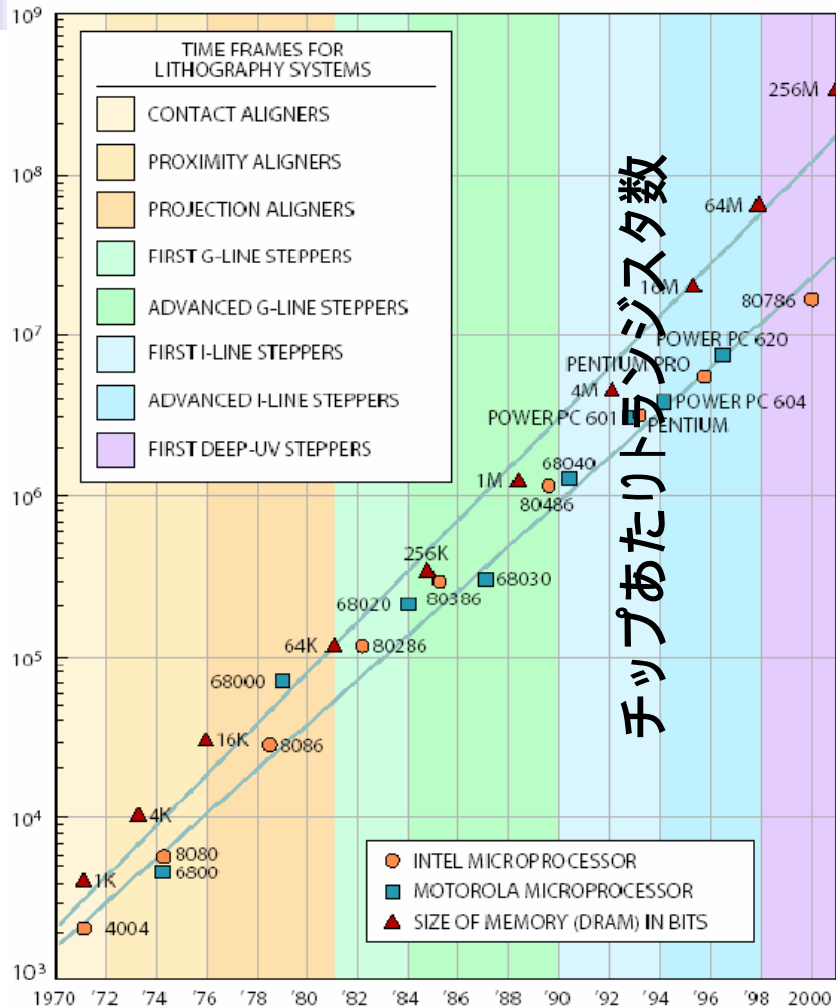 10⁹
10⁸
10⁷
10⁶
10⁵
10⁴
10³
TIME FRAMES FOR
LITHOGRAPHY SYSTEMS
CONTACT ALIGNERS
PROXIMITY ALIGNERS
PROJECTION ALIGNERS
FIRST G-LINE STEPPERS
ADVANCED G-LINE STEPPERS
FIRST I-LINE STEPPERS
ADVANCED I-LINE STEPPERS
FIRST DEEP-UV STEPPERS
チップあたりトランジスタ数
256M
64M
16M
80786
POWER PC 620
PENTIUM PRO
4M
POWER PC 604
POWER PC 601
PENTIUM
68040
1M
80486
256K
68030
80386
68020
64K
80286
68000
16K
8086
4K
8080
6800
1K
4004
INTEL MICROPROCESSOR
MOTOROLA MICROPROCESSOR
SIZE OF MEMORY (DRAM) IN BITS
1970 '72 '74 '76 '78 '80 '82 '84 '86 '88 '90 '92 '94 '96 '98 2000